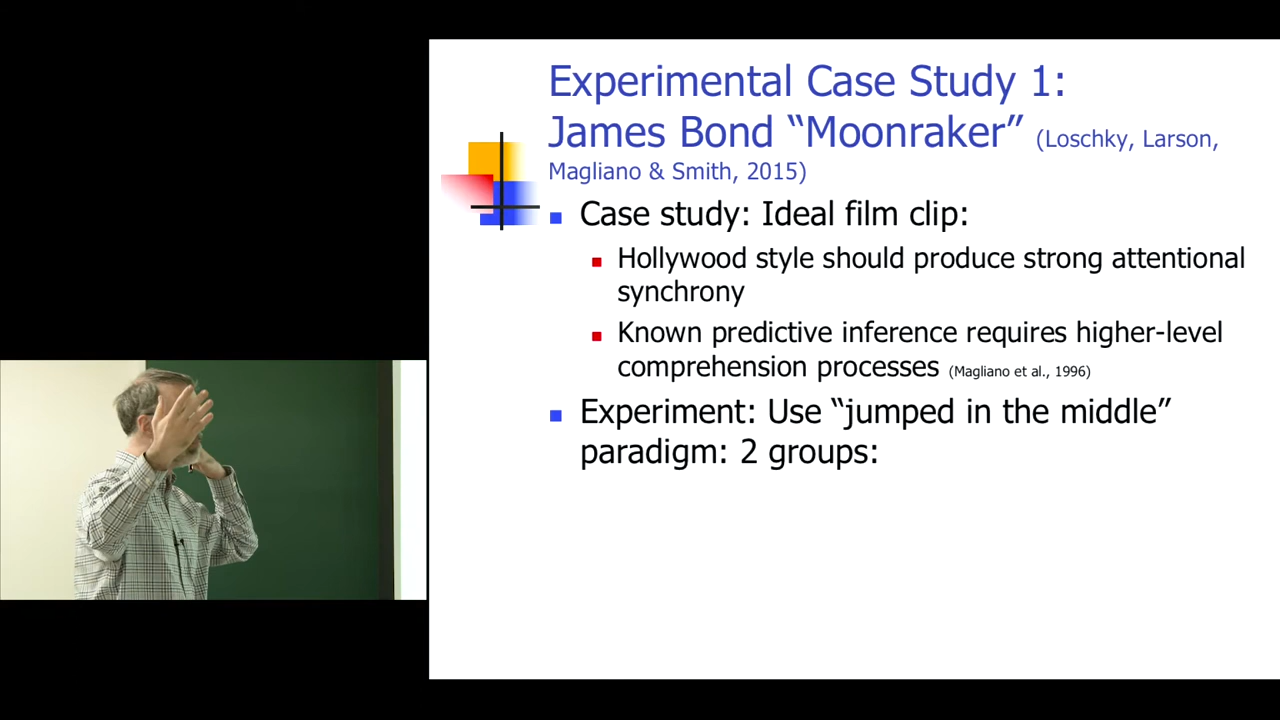 Experimental Case Study 1:
James Bond “Moonraker” (Loschky, Larson,
Magliano & Smith, 2015)
Case study: Ideal film clip:
Hollywood style should produce strong attentional
synchrony
Known predictive inference requires higher-level
comprehension processes (Magliano et al., 1996)
Experiment: Use “jumped in the middle”
paradigm: 2 groups: